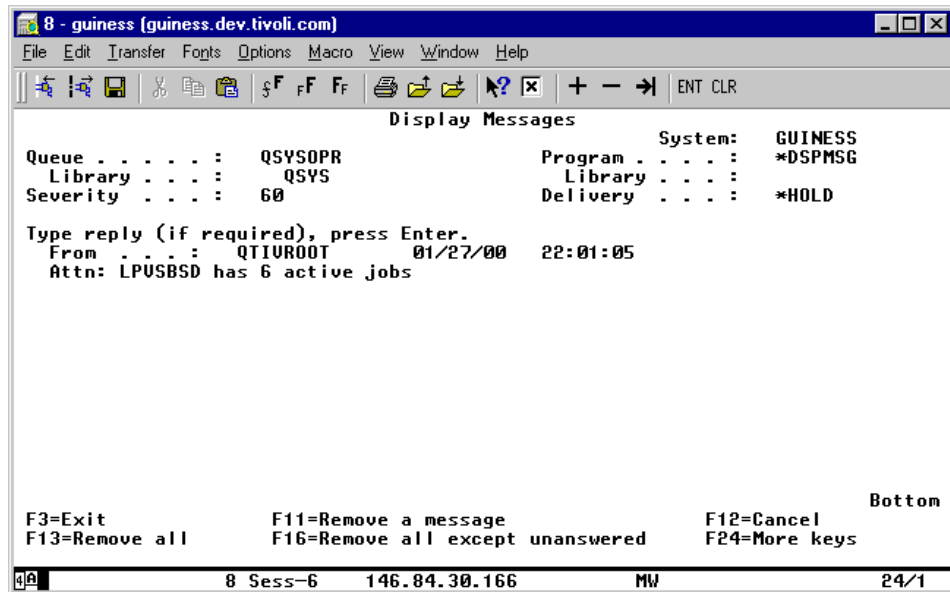 8 - guiness (guiness.dev.tivoli.com)
File Edit Transfer Fonts Options Macro View Window Help
ENT CLR
Display Messages
System: GUINESS
Queue . . . . . : QSYSOPR Program . . . . : *DSPMSG
Library . . . : QSYS Library . . . :
Severity . . . : 60 Delivery . . . : *HOLD
Type reply (if required), press Enter.
From . . . : QTIVROOT 01/27/00 22:01:05
Attn: LPVSBSD has 6 active jobs
Bottom
F3=Exit F11=Remove a message F12=Cancel
F13=Remove all F16=Remove all except unanswered F24=More keys
4A 8 Sess-6 146.84.30.166 MW 24/1